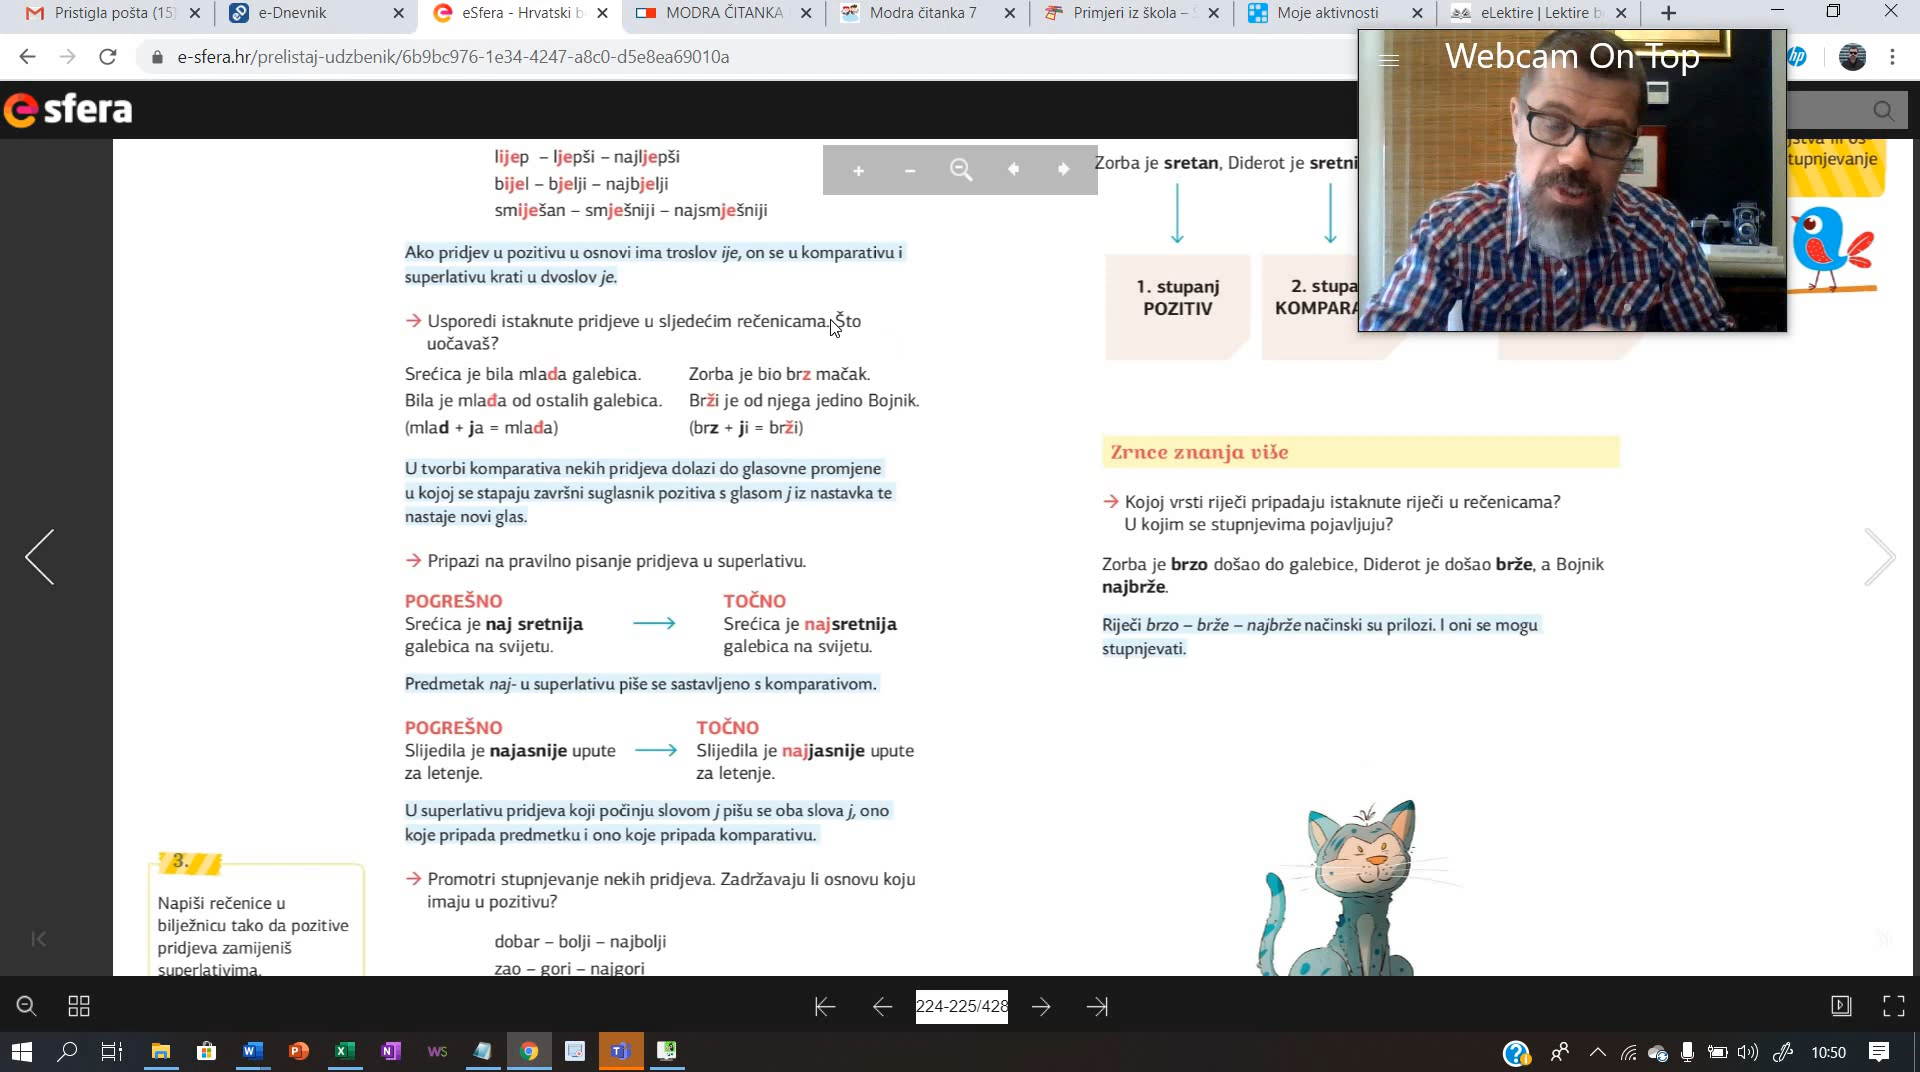 Pristigla pošta (15)
e-Dnevnik
eSfera - Hrvatski b
MODRA ČITANKA
Modra čitanka 7
Primjeri iz škola –
Moje aktivnosti
eLektire | Lektire b
e-sfera.hr/prelistaj-udzbenik/6b9bc976-1e34-4247-a8c0-d5e8ea69010a
Webcam On Top
hp
e sfera
lijep – ljepši – najljepši
bijel – bjelji – najbjelji
smiješan – smješniji – najsmješniji
Ako pridjev u pozitivu u osnovi ima troslov ije, on se u komparativu i
superlativu krati u dvoslov je.
→ Usporedi istaknute pridjeve u sljedećim rečenicama. Što
uočavaš?
Srećica je bila mlada galebica.
Bila je mlađa od ostalih galebica.
(mlad + ja = mlađa)
Zorba je bio brz mačak.
Brži je od njega jedino Bojnik.
(brz + ji = brži)
U tvorbi komparativa nekih pridjeva dolazi do glasovne promjene
u kojoj se stapaju završni suglasnik pozitiva s glasom j iz nastavka te
nastaje novi glas.
→ Pripazi na pravilno pisanje pridjeva u superlativu.
POGREŠNO
Srećica je naj sretnija
galebica na svijetu.
TOČNO
Srećica je najsretnija
galebica na svijetu.
Predmetak naj- u superlativu piše se sastavljeno s komparativom.
POGREŠNO
Slijedila je najasnije upute
za letenje.
TOČNO
Slijedila je najjasnije upute
za letenje.
U superlativu pridjeva koji počinju slovom j pišu se oba slova j, ono
koje pripada predmetku i ono koje pripada komparativu.
→ Promotri stupnjevanje nekih pridjeva. Zadržavaju li osnovu koju
imaju u pozitivu?
dobar – bolji – najbolji
zao – gori – najgori
3.
Napiši rečenice u
bilježnicu tako da pozitive
pridjeva zamijeniš
superlativima.
Zorba je sretan, Diderot je sretni
1. stupanj
POZITIV
2. stupa
KOMPARA
tupnjevanje
Zrnce znanja više
→ Kojoj vrsti riječi pripadaju istaknute riječi u rečenicama?
U kojim se stupnjevima pojavljuju?
Zorba je brzo došao do galebice, Diderot je došao brže, a Bojnik
najbrže.
Riječi brzo – brže – najbrže načinski su prilozi. I oni se mogu
stupnjevati.
224-225/428
10:50